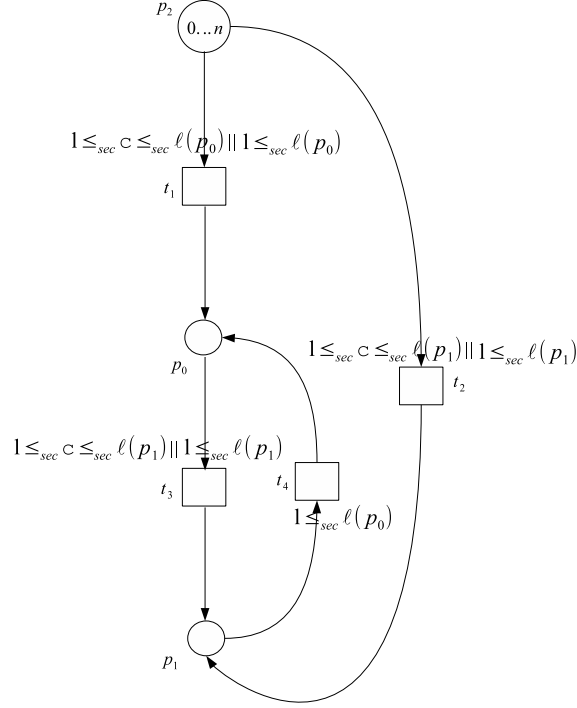 p₂
0...n
1 ≤sec c ≤sec ℓ(p₀) || 1 ≤sec ℓ(p₀)
t₁
1 ≤sec c ≤sec ℓ(p₁) || 1 ≤sec ℓ(p₁)
p₀
t₂
1 ≤sec c ≤sec ℓ(p₁) || 1 ≤sec ℓ(p₁)
t₃
t₄
1 ≤sec ℓ(p₀)
p₁